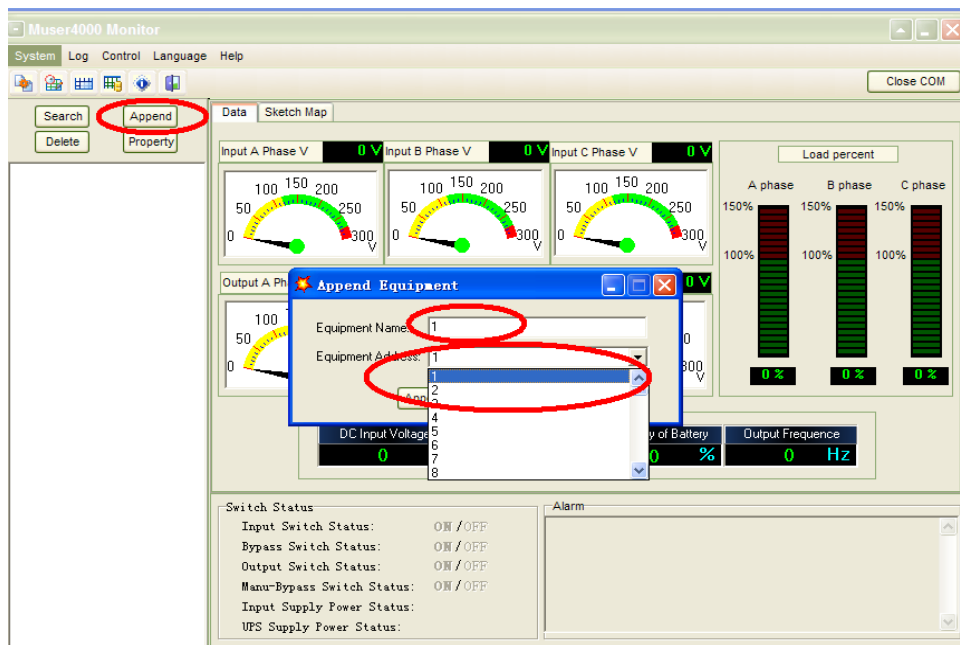 Muser4000 Monitor
System Log Control Language Help
Close COM
Search Append
Delete Property
Data Sketch Map
Input A Phase V 0 V Input B Phase V 0 V Input C Phase V 0 V
0 50 100 150 200 250 300 V
0 50 100 150 200 250 300 V
0 50 100 150 200 250 300 V
Load percent
A phase B phase C phase
150% 150% 150%
100% 100% 100%
0 % 0 % 0 %
Output A Ph 0 V
0 50 100
300 V
Append Equipment
Equipment Name: 1
Equipment Address: 1
1
2
3
4
5
6
7
8
App
DC Input Voltage y of Battery Output Frequence
0 0 % 0 Hz
Switch Status
Input Switch Status: ON / OFF
Bypass Switch Status: ON / OFF
Output Switch Status: ON / OFF
Manu-Bypass Switch Status: ON / OFF
Input Supply Power Status:
UPS Supply Power Status:
Alarm